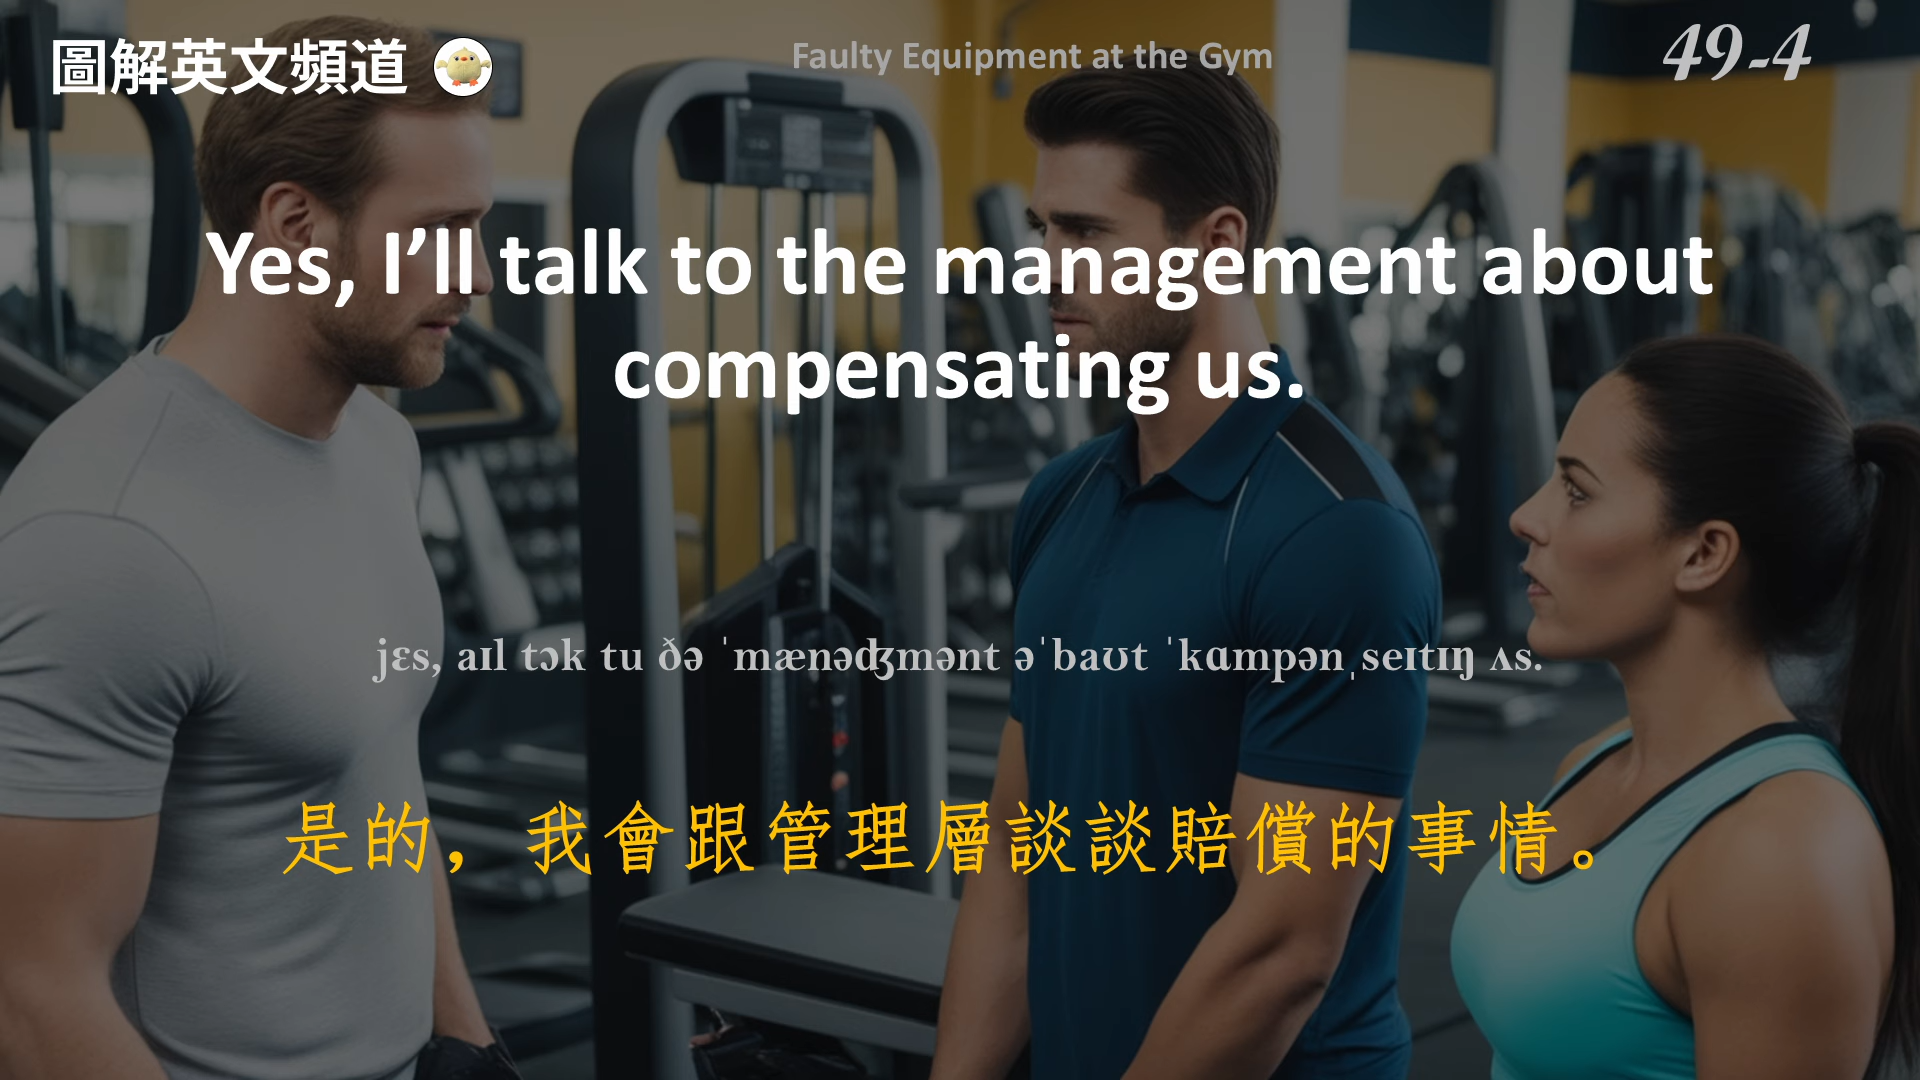 圖解英文頻道
Faulty Equipment at the Gym
49-4
Yes, I’ll talk to the management about
compensating us.
jɛs, aɪl tɔk tu ðə ˈmænəʤmənt əˈbaʊt ˈkɑmpənˌseɪtɪŋ ʌs.
是的，我會跟管理層談談賠償的事情。